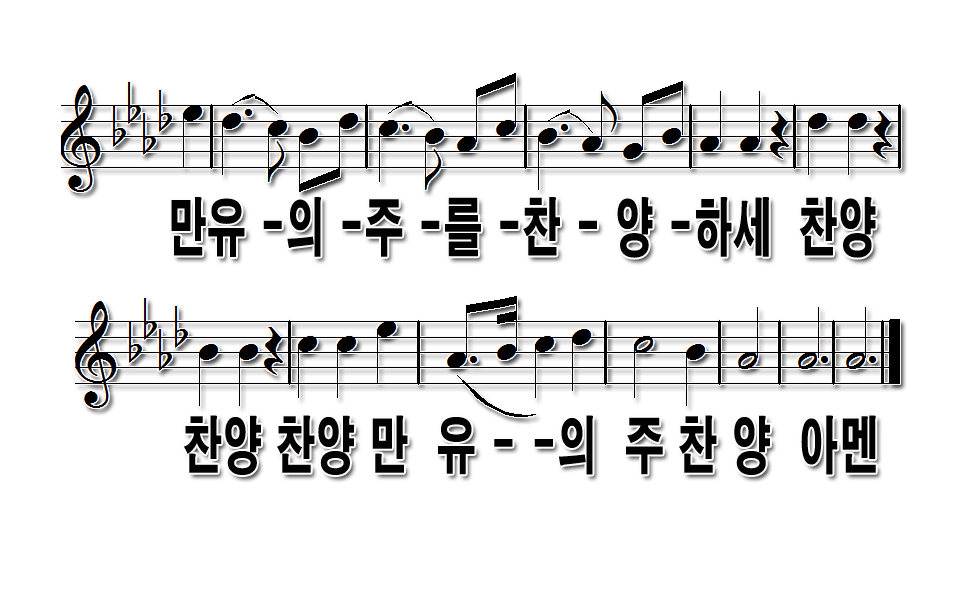 만유 -의 -주 -를 -찬 - 양 -하세 찬양
찬양 찬양 만 유 - -의 주 찬 양 아멘